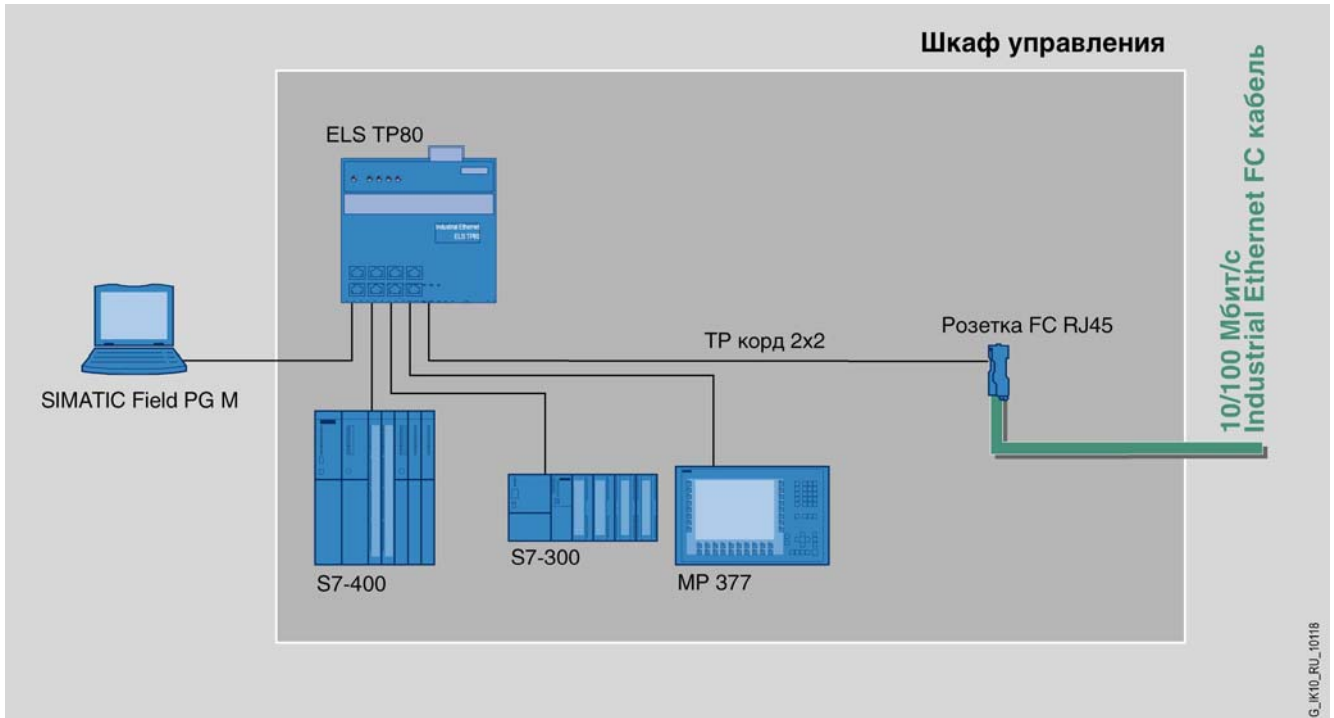 Шкаф управления
ELS TP80
Industrial Ethernet
ELS TP80
SIMATIC Field PG M
TP корд 2x2
Розетка FC RJ45
S7-400
S7-300
MP 377
10/100 Мбит/с
Industrial Ethernet FC кабель
G_IK10_RU_10118